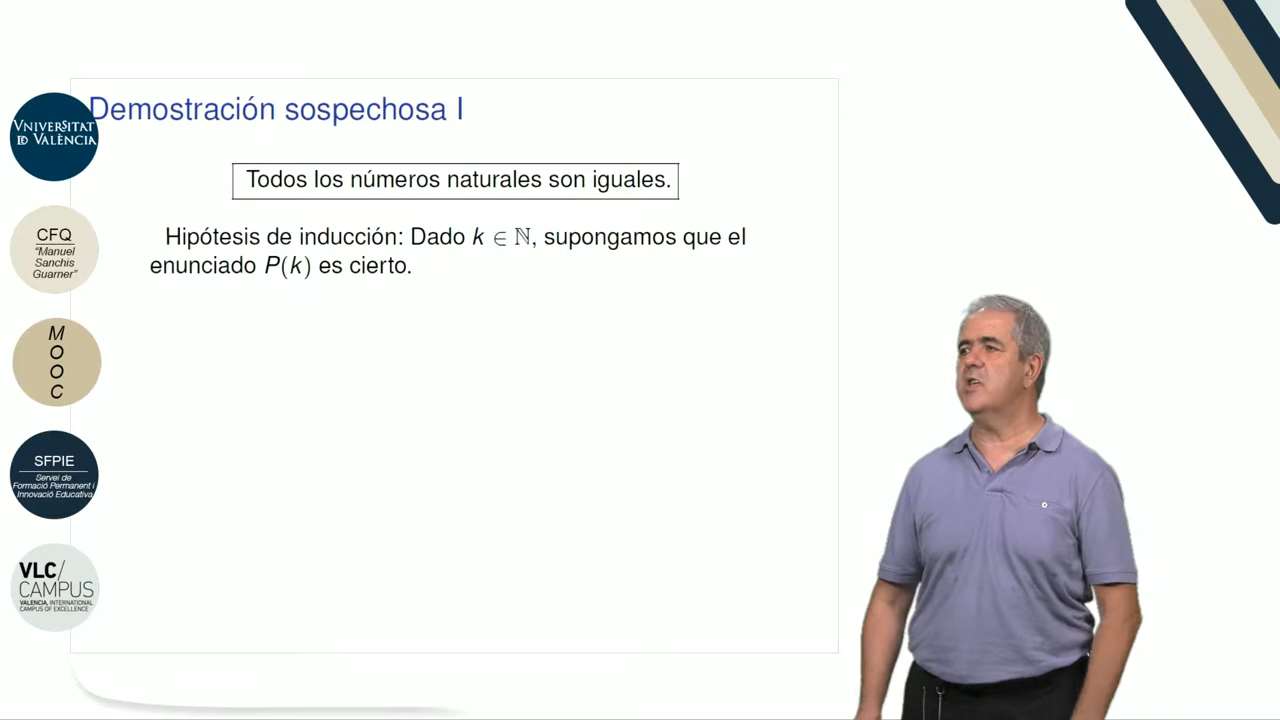 Demostración sospechosa I
Todos los números naturales son iguales.
Hipótesis de inducción: Dado k ∈ ℕ, supongamos que el
enunciado P(k) es cierto.
VNIVERSITAT
ID VALÈNCIA
CFQ
"Manuel
Sanchis
Guarner"
M
O
O
C
SFPIE
Servei de
Formació Permanent i
Innovació Educativa
VLC/
CAMPUS
VALENCIA, INTERNATIONAL
CAMPUS OF EXCELLENCE